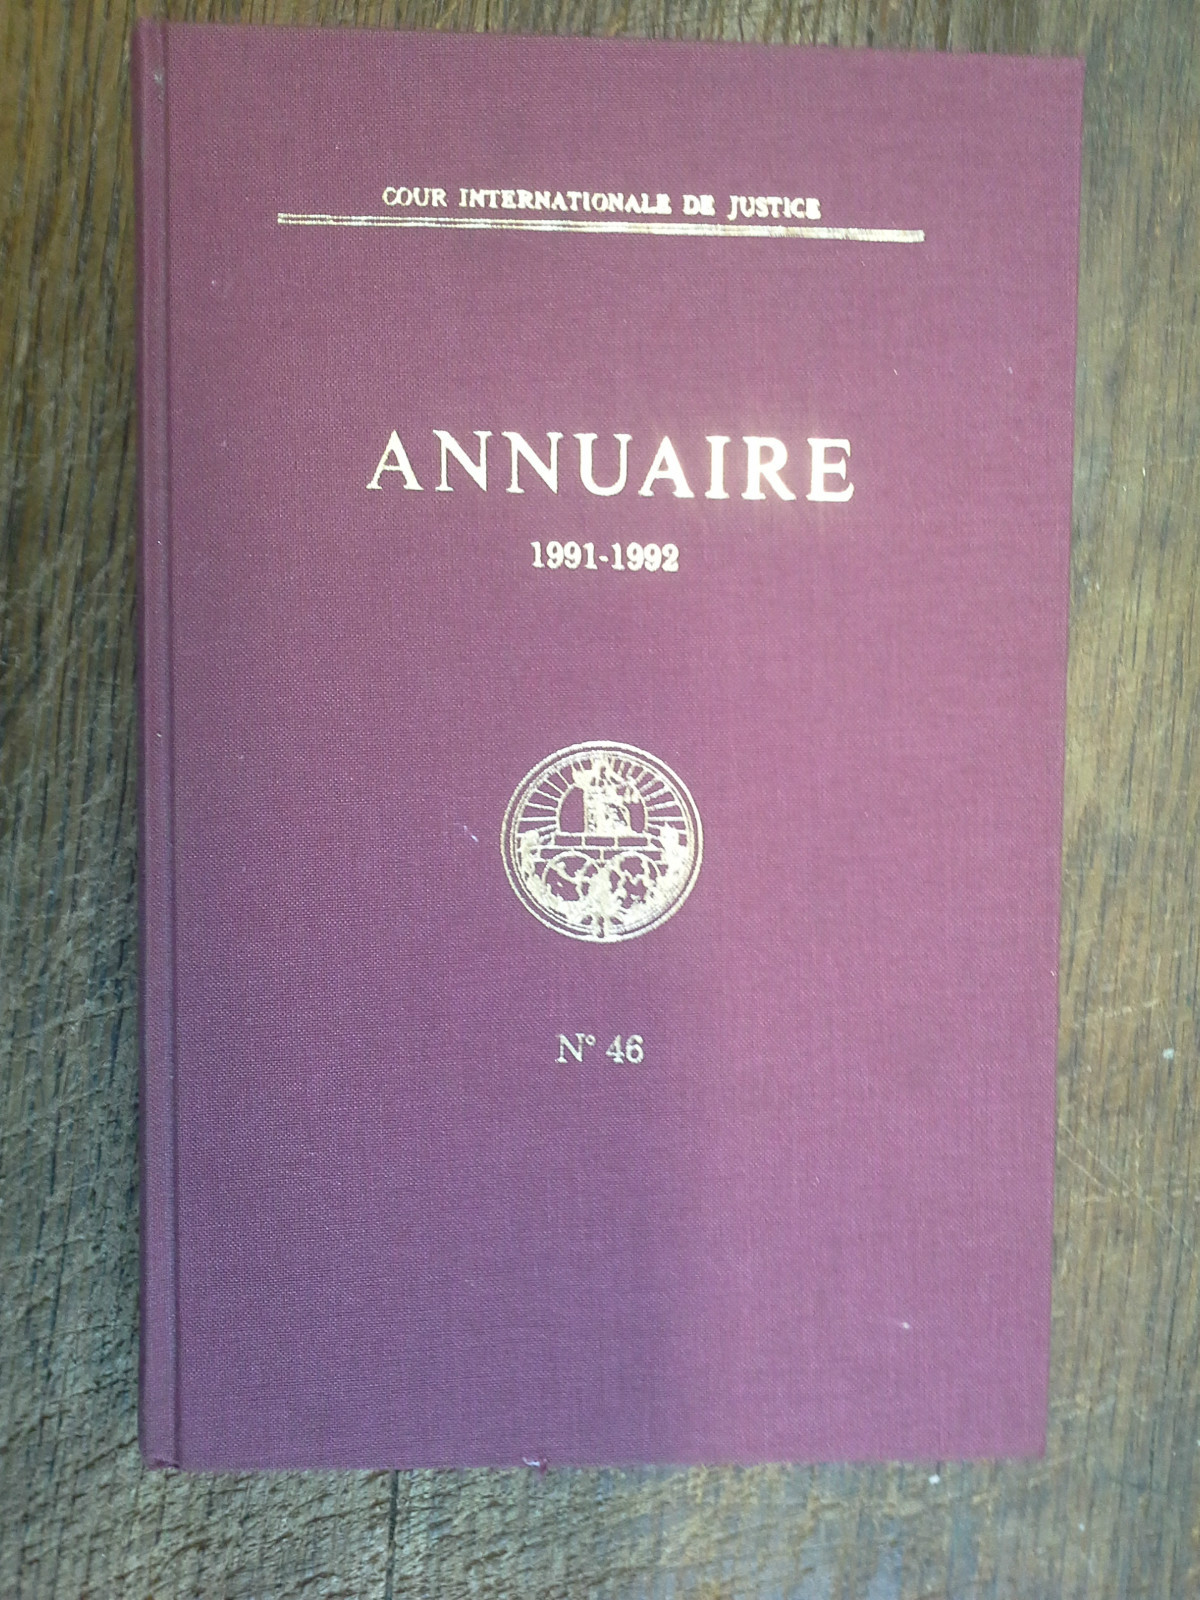 COUR INTERNATIONALE DE JUSTICE
ANNUAIRE
1991-1992
N° 46